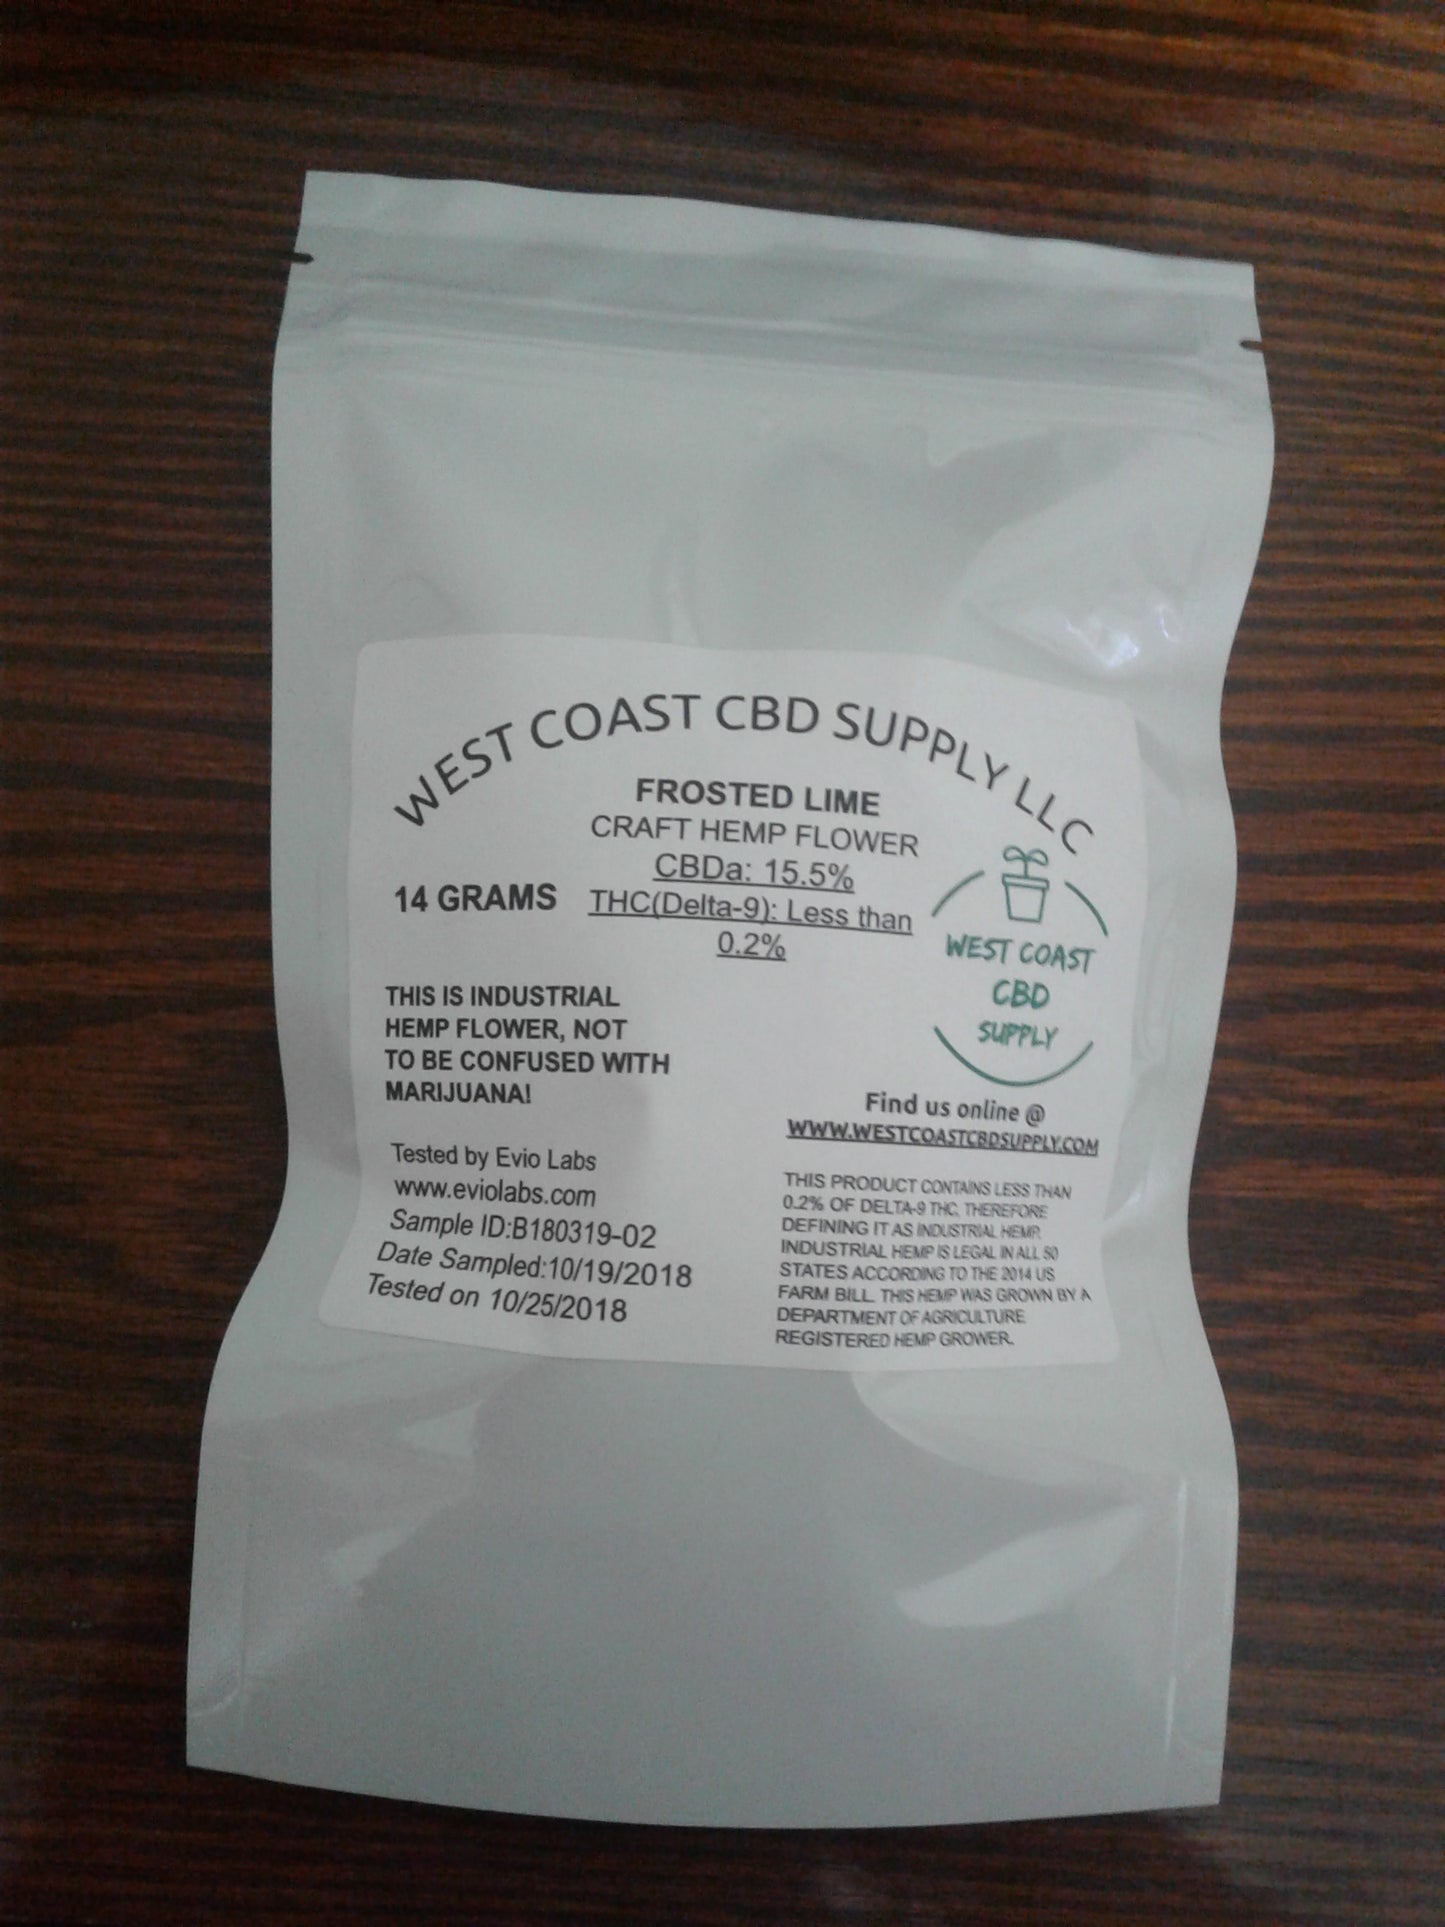 WEST COAST CBD SUPPLY LLC
FROSTED LIME
CRAFT HEMP FLOWER
CBDa: 15.5%
THC(Delta-9): Less than
0.2%
14 GRAMS
WEST COAST
CBD
SUPPLY
THIS IS INDUSTRIAL
HEMP FLOWER, NOT
TO BE CONFUSED WITH
MARIJUANA!
Find us online @
WWW.WESTCOASTCBDSUPPLY.COM
Tested by Evio Labs
www.eviolabs.com
Sample ID:B180319-02
Date Sampled:10/19/2018
Tested on 10/25/2018
THIS PRODUCT CONTAINS LESS THAN
0.2% OF DELTA-9 THC, THEREFORE
DEFINING IT AS INDUSTRIAL HEMP.
INDUSTRIAL HEMP IS LEGAL IN ALL 50
STATES ACCORDING TO THE 2014 US
FARM BILL. THIS HEMP WAS GROWN BY A
DEPARTMENT OF AGRICULTURE
REGISTERED HEMP GROWER.